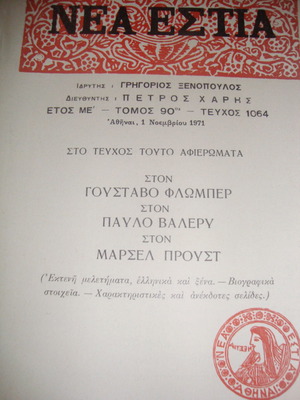 ΝΕΑ ΕΣΤΙΑ
ΙΔΡΥΤΗΣ : ΓΡΗΓΟΡΙΟΣ ΞΕΝΟΠΟΥΛΟΣ
ΔΙΕΥΘΥΝΤΗΣ : ΠΕΤΡΟΣ ΧΑΡΗΣ
ΕΤΟΣ ΜΕ′ — ΤΟΜΟΣ 90ος — ΤΕΥΧΟΣ 1064
Ἀθῆναι, 1 Νοεμβρίου 1971
ΣΤΟ ΤΕΥΧΟΣ ΤΟΥΤΟ ΑΦΙΕΡΩΜΑΤΑ
ΣΤΟΝ
ΓΟΥΣΤΑΒΟ ΦΛΩΜΠΕΡ
ΣΤΟΝ
ΠΑΥΛΟ ΒΑΛΕΡΥ
ΣΤΟΝ
ΜΑΡΣΕΛ ΠΡΟΥΣΤ
(Ἐκτενῆ μελετήματα, ἑλληνικὰ καὶ ξένα. — Βιογραφικὰ
στοιχεῖα. — Χαρακτηριστικὲς καὶ ἀνέκδοτες σελίδες.)
ΝΕΑ ΕΣΤΙΑ
ΑΘΗΝΑΙ